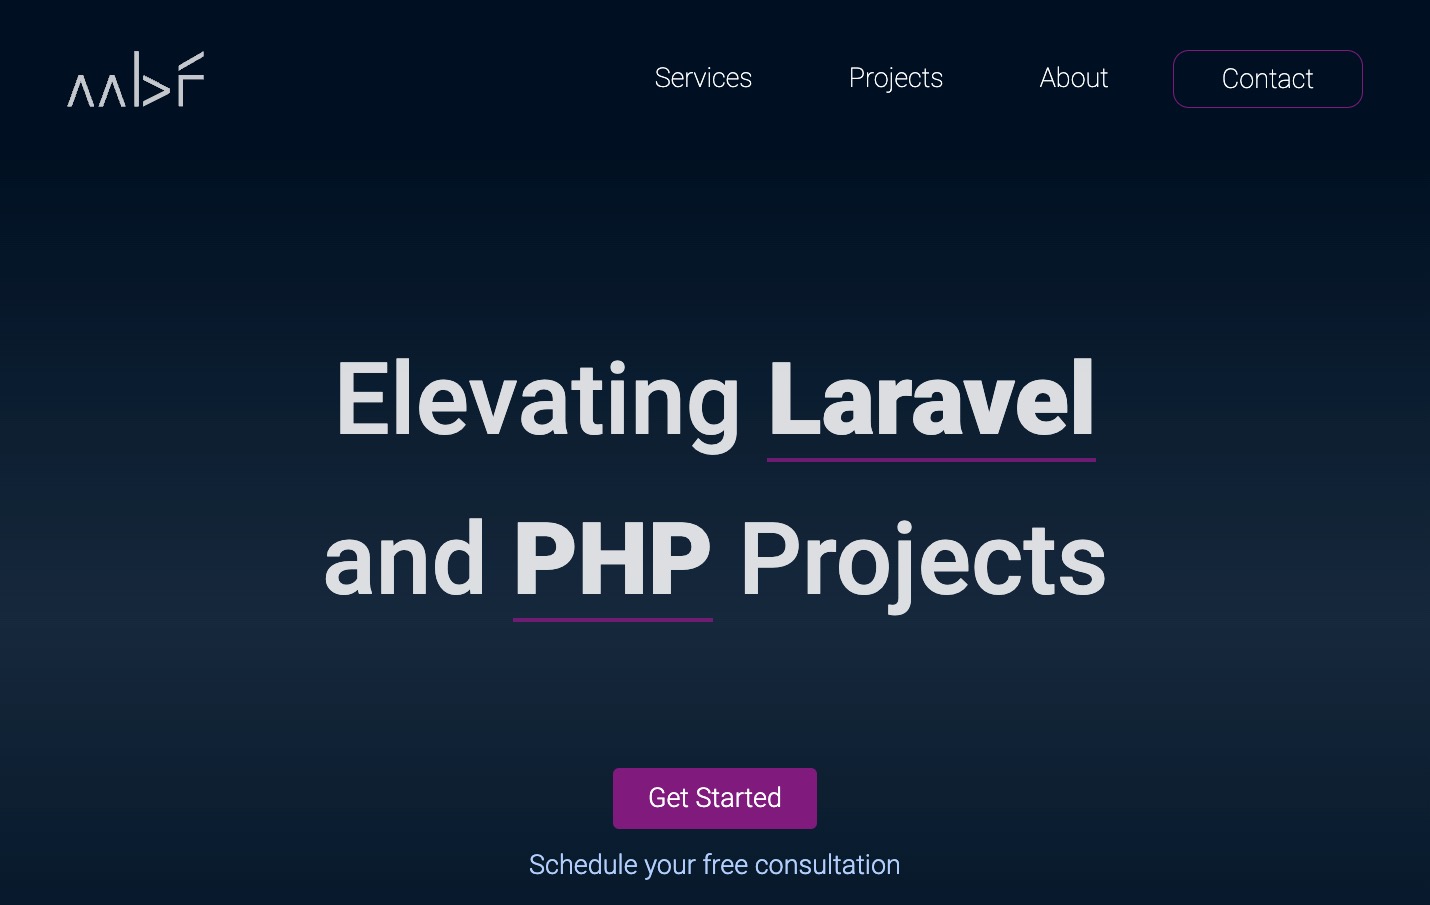 Services
Projects
About
Contact
Elevating Laravel
and PHP Projects
Get Started
Schedule your free consultation